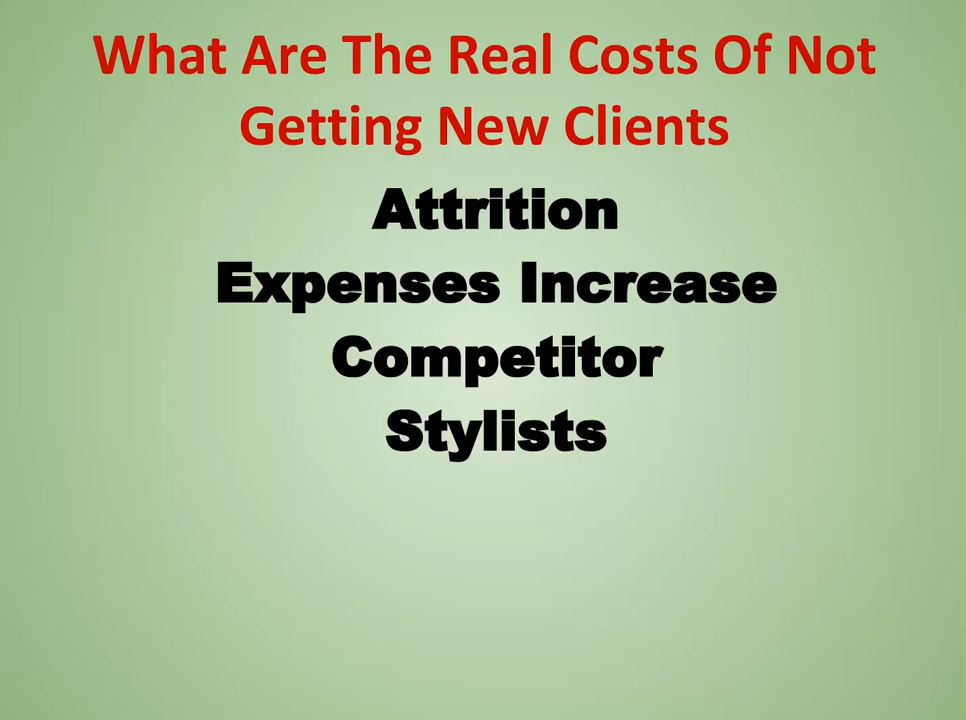 What Are The Real Costs Of Not
Getting New Clients
Attrition
Expenses Increase
Competitor
Stylists